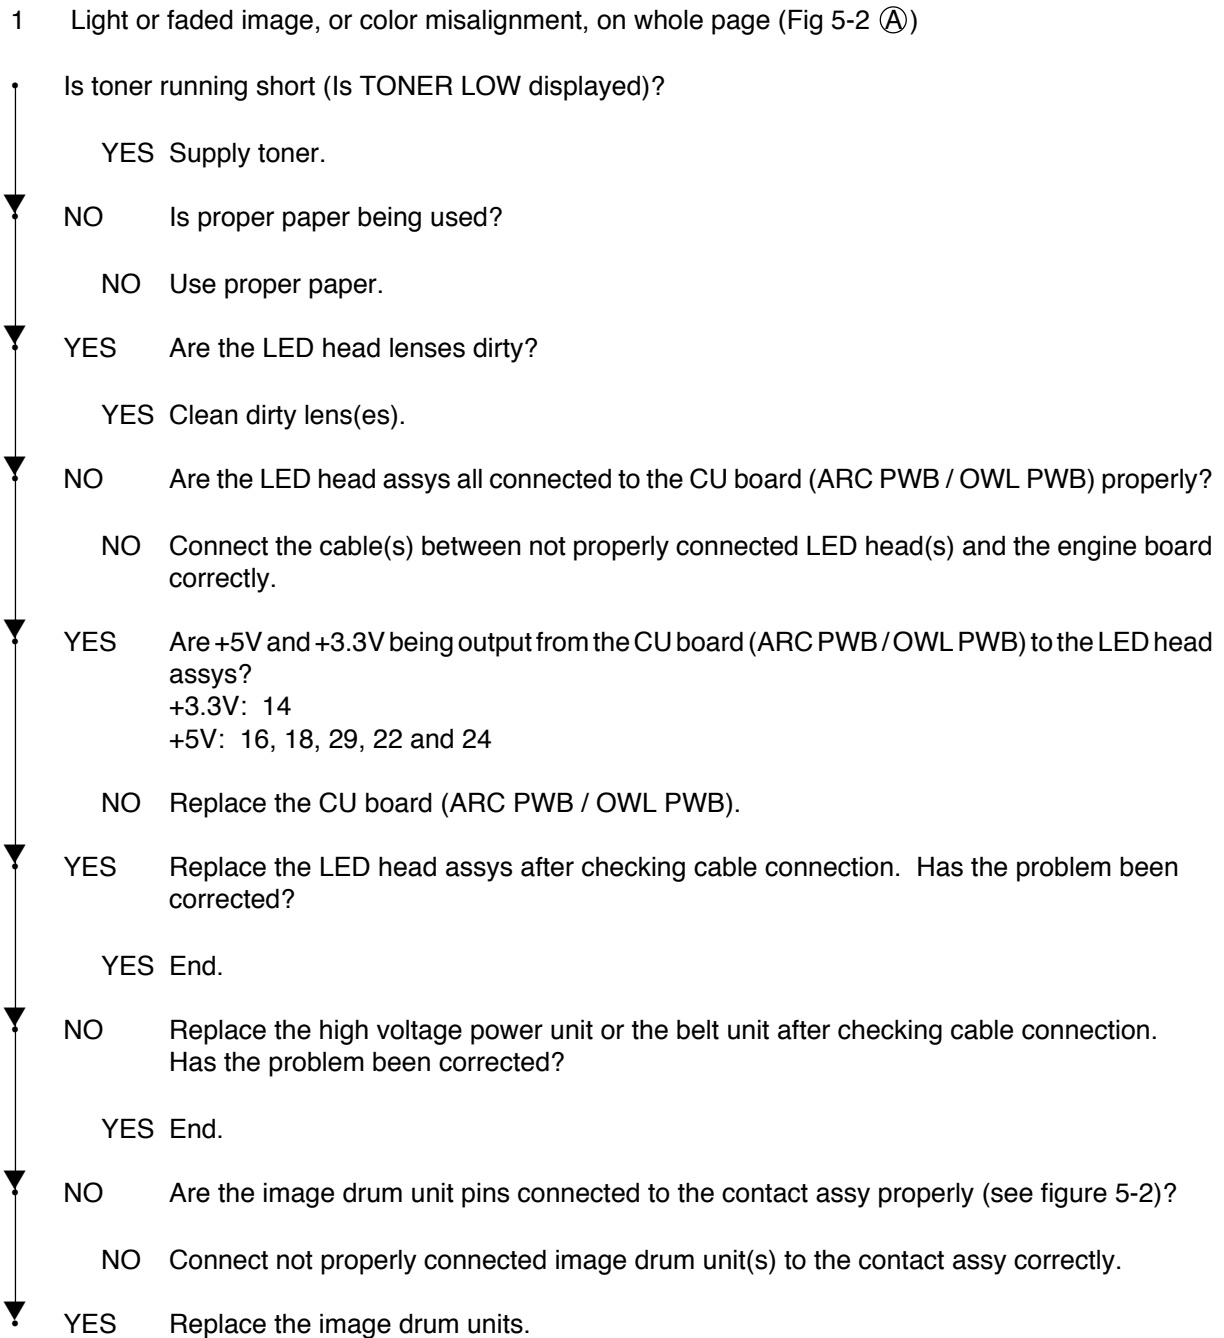 1 Light or faded image, or color misalignment, on whole page (Fig 5-2 Ⓐ)
Is toner running short (Is TONER LOW displayed)?
YES Supply toner.
NO Is proper paper being used?
NO Use proper paper.
YES Are the LED head lenses dirty?
YES Clean dirty lens(es).
NO Are the LED head assys all connected to the CU board (ARC PWB / OWL PWB) properly?
NO Connect the cable(s) between not properly connected LED head(s) and the engine board
correctly.
YES Are +5V and +3.3V being output from the CU board (ARC PWB / OWL PWB) to the LED head
assys?
+3.3V: 14
+5V: 16, 18, 29, 22 and 24
NO Replace the CU board (ARC PWB / OWL PWB).
YES Replace the LED head assys after checking cable connection. Has the problem been
corrected?
YES End.
NO Replace the high voltage power unit or the belt unit after checking cable connection.
Has the problem been corrected?
YES End.
NO Are the image drum unit pins connected to the contact assy properly (see figure 5-2)?
NO Connect not properly connected image drum unit(s) to the contact assy correctly.
YES Replace the image drum units.